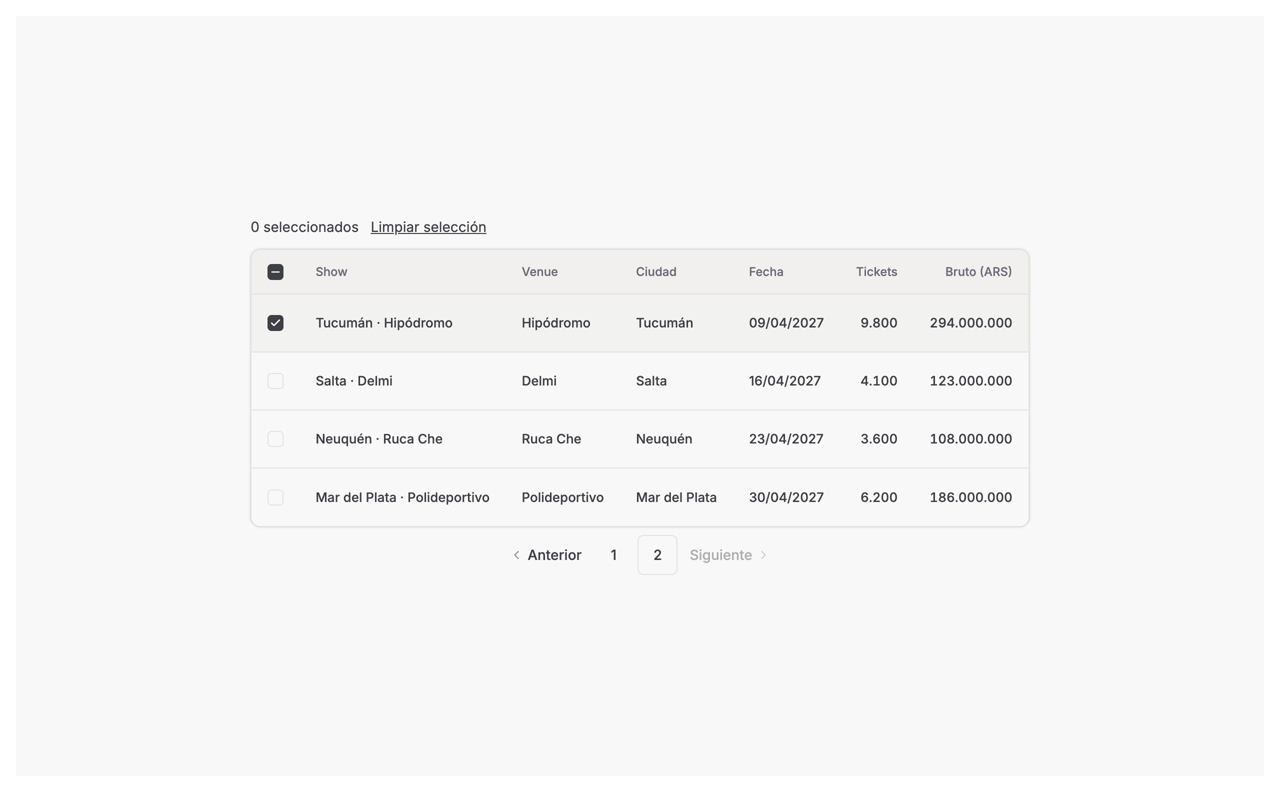 0 seleccionados Limpiar selección
Show Venue Ciudad Fecha Tickets Bruto (ARS)
Tucumán · Hipódromo Hipódromo Tucumán 09/04/2027 9.800 294.000.000
Salta · Delmi Delmi Salta 16/04/2027 4.100 123.000.000
Neuquén · Ruca Che Ruca Che Neuquén 23/04/2027 3.600 108.000.000
Mar del Plata · Polideportivo Polideportivo Mar del Plata 30/04/2027 6.200 186.000.000
Anterior 1 2 Siguiente